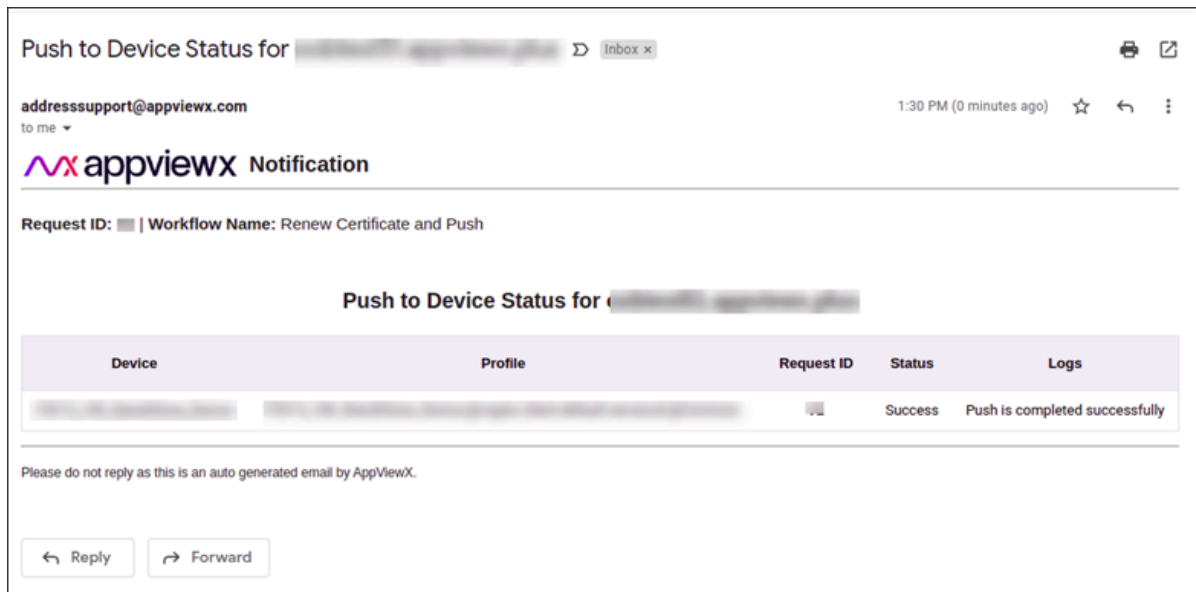 Push to Device Status for
Inbox ×
addresssupport@appviewx.com
1:30 PM (0 minutes ago)
to me
appviewx Notification
Request ID: | Workflow Name: Renew Certificate and Push
Push to Device Status for
Device Profile Request ID Status Logs
Success Push is completed successfully
Please do not reply as this is an auto generated email by AppViewX.
Reply Forward